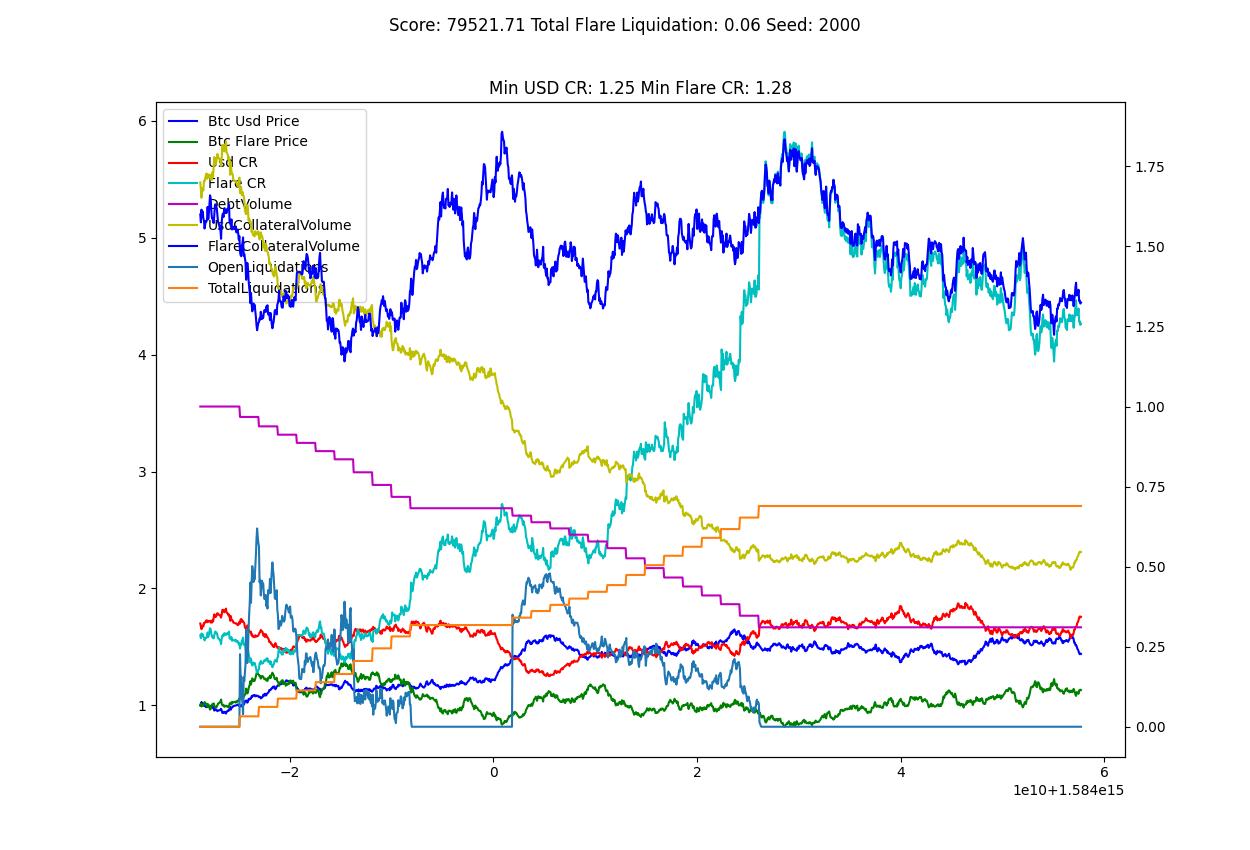 Score: 79521.71 Total Flare Liquidation: 0.06 Seed: 2000
Min USD CR: 1.25 Min Flare CR: 1.28
Btc Usd Price
Btc Flare Price
Usd CR
Flare CR
DebtVolume
UsdCollateralVolume
FlareCollateralVolume
OpenLiquidations
TotalLiquidations
6
5
4
3
2
1
1.75
1.50
1.25
1.00
0.75
0.50
0.25
0.00
−2 0 2 4 6
1e10+1.584e15